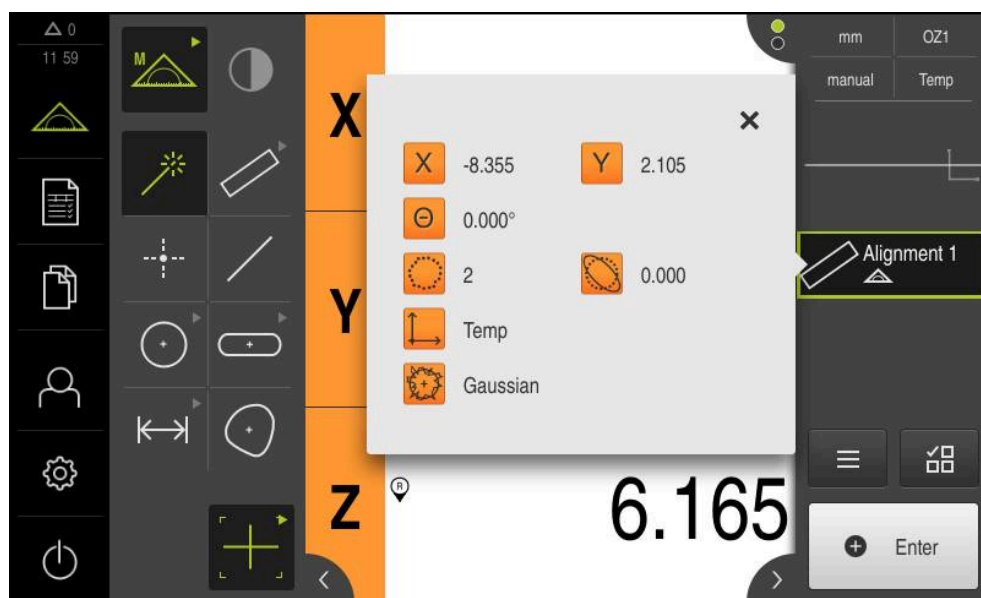 0
11 59
M
X
Y
Z
R
6.165
X -8.355 Y 2.105
Θ 0.000°
2 0.000
Temp
Gaussian
mm OZ1
manual Temp
Alignment 1
Enter